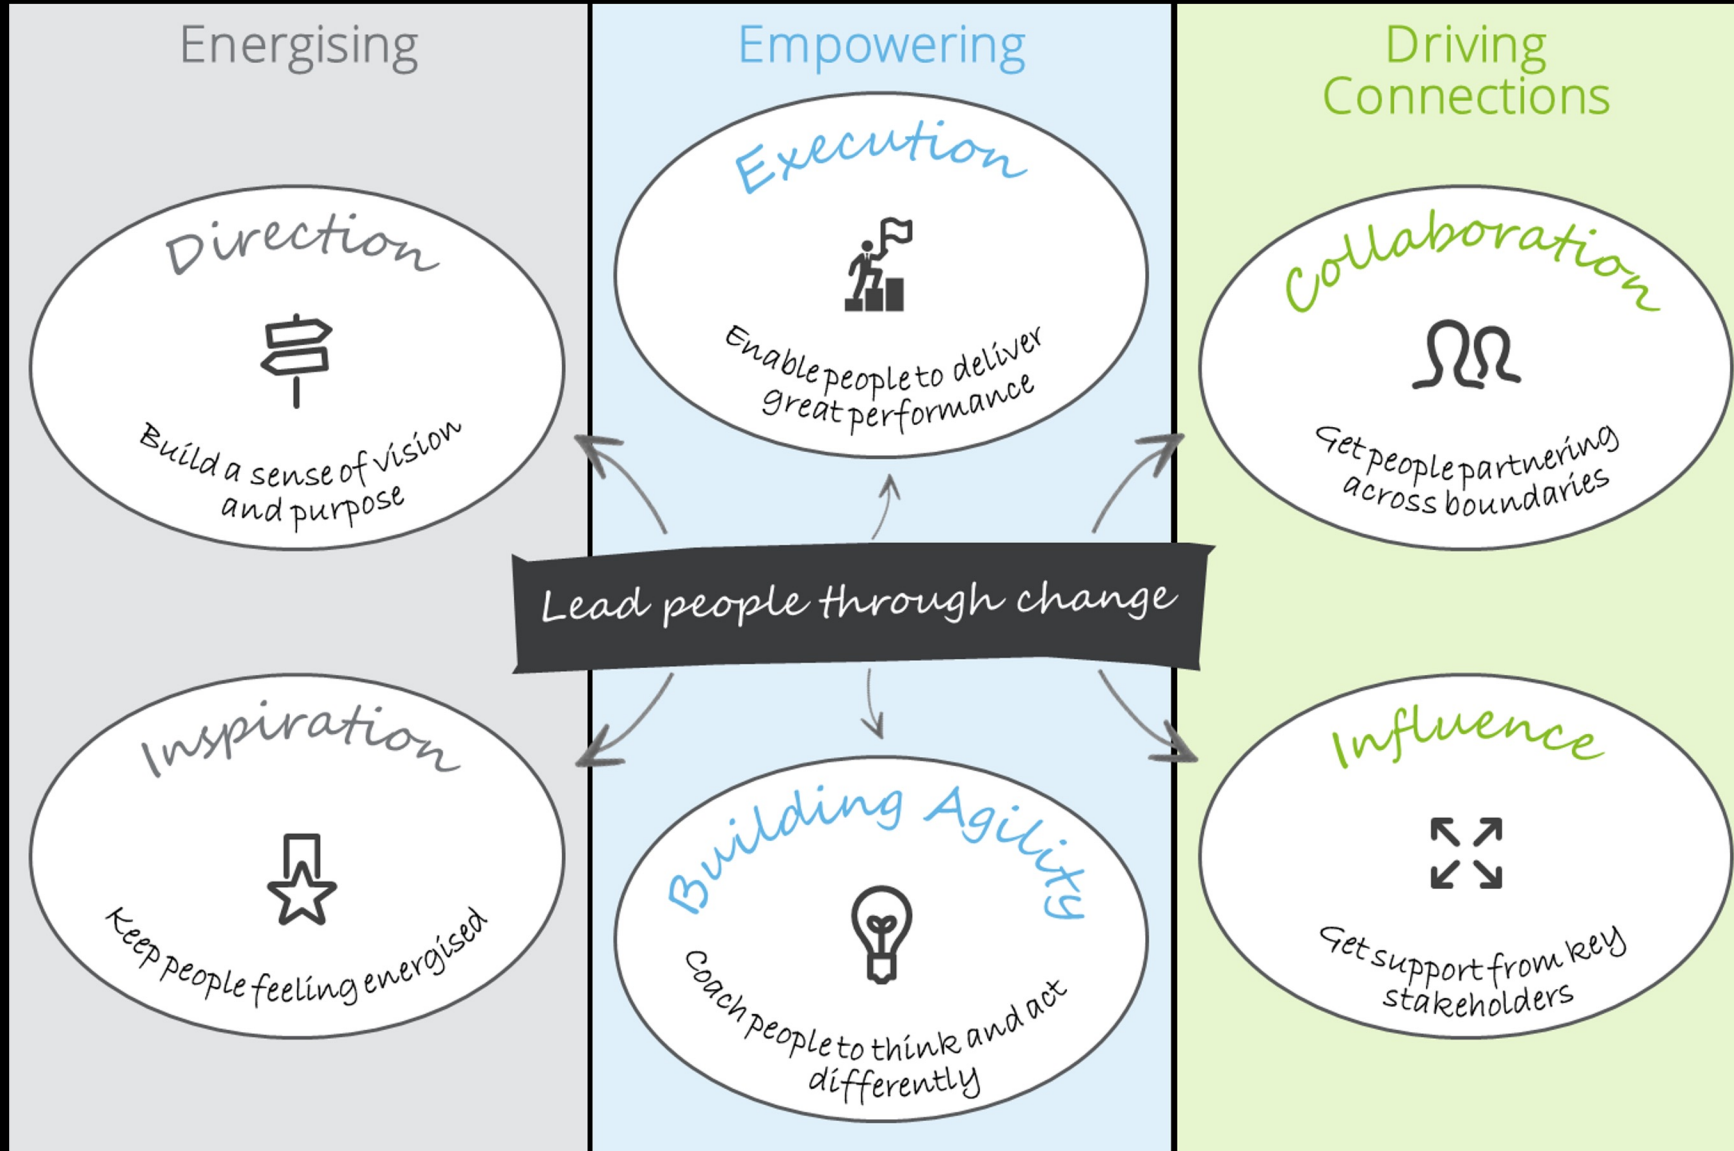 Energising
Direction
Build a sense of vision
and purpose
Inspiration
Keep people feeling energised
Empowering
Execution
Enable people to deliver
great performance
Lead people through change
Building Agility
Coach people to think and act
differently
Driving
Connections
Collaboration
Get people partnering
across boundaries
Influence
Get support from key
stakeholders